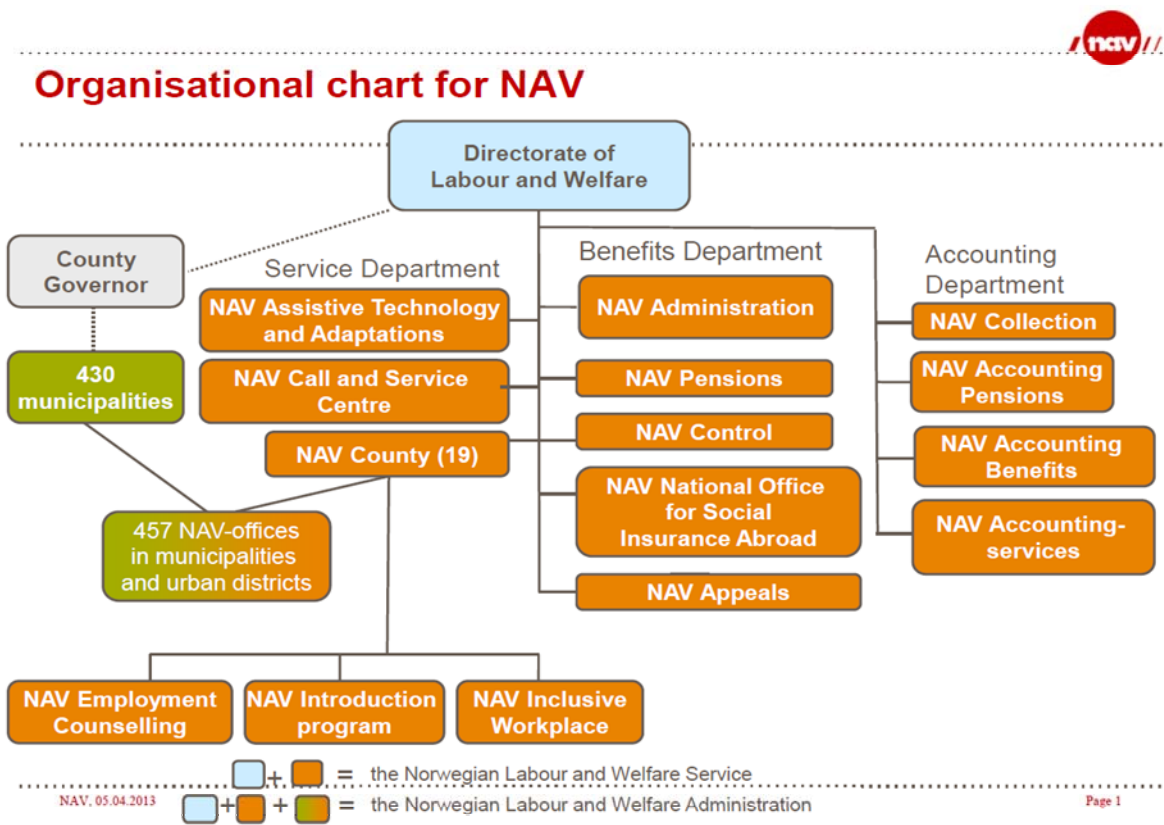 nav
Organisational chart for NAV
Directorate of
Labour and Welfare
County
Governor
430
municipalities
Service Department
NAV Assistive Technology
and Adaptations
NAV Call and Service
Centre
NAV County (19)
457 NAV-offices
in municipalities
and urban districts
Benefits Department
NAV Administration
NAV Pensions
NAV Control
NAV National Office
for Social
Insurance Abroad
NAV Appeals
Accounting
Department
NAV Collection
NAV Accounting
Pensions
NAV Accounting
Benefits
NAV Accounting-
services
NAV Employment
Counselling
NAV Introduction
program
NAV Inclusive
Workplace
+ = the Norwegian Labour and Welfare Service
+ + = the Norwegian Labour and Welfare Administration
NAV, 05.04.2013
Page 1